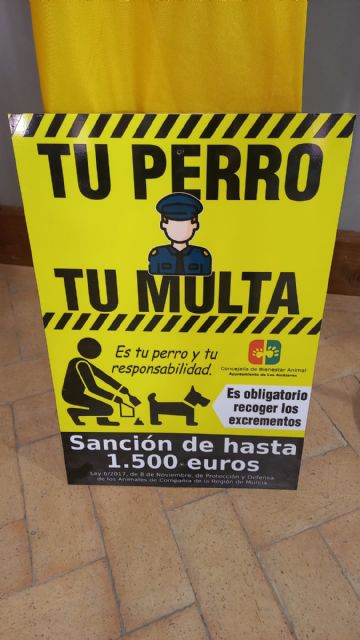 TU PERRO
TU MULTA
Es tu perro y tu
responsabilidad.
Concejalía de Bienestar Animal
Ayuntamiento de Los Alcázares
Es obligatorio
recoger los
excrementos
Sanción de hasta
1.500 euros
Ley 6/2017, de 8 de Noviembre, de Protección y Defensa
de los Animales de Compañía de la Región de Murcia